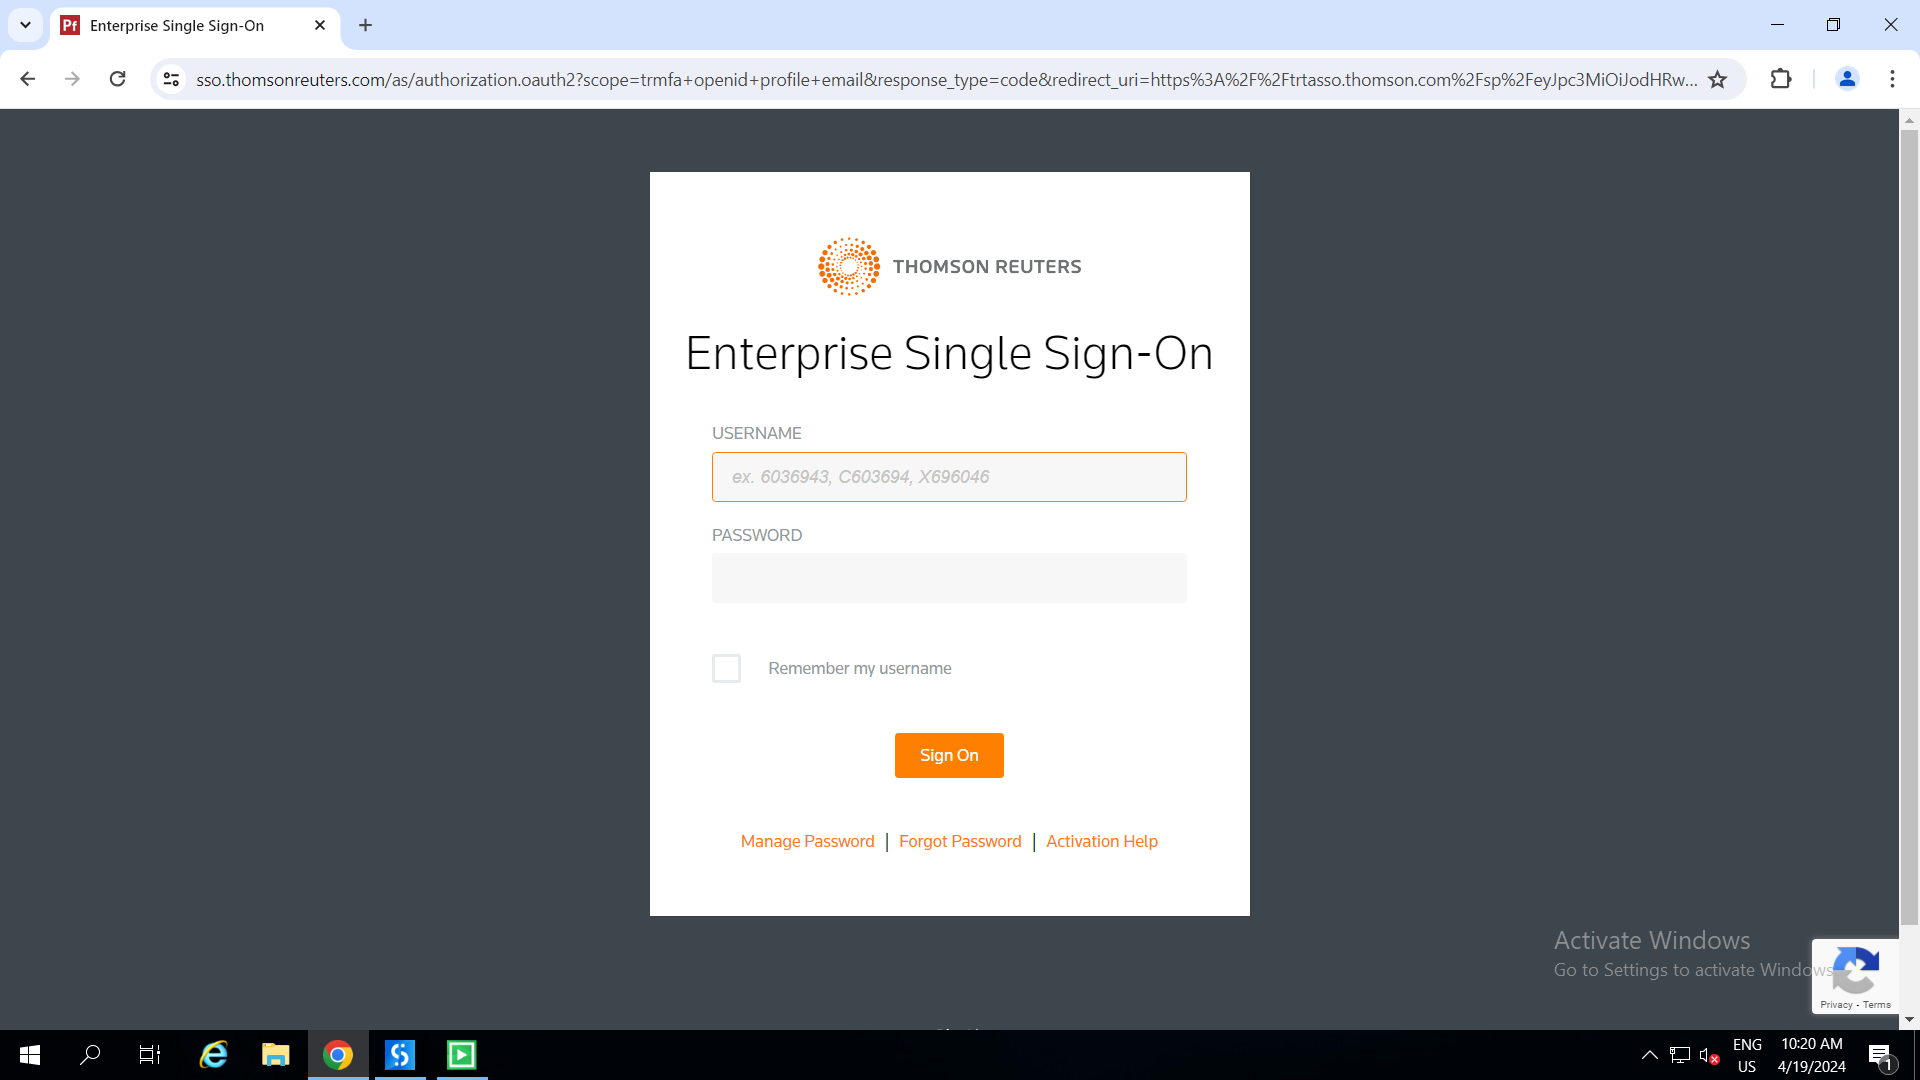 Pf Enterprise Single Sign-On
sso.thomsonreuters.com/as/authorization.oauth2?scope=trmfa+openid+profile+email&response_type=code&redirect_uri=https%3A%2F%2Ftrtasso.thomson.com%2Fsp%2FeyJpc3MiOiJodHRw...
THOMSON REUTERS
Enterprise Single Sign-On
USERNAME
ex. 6036943, C603694, X696046
PASSWORD
Remember my username
Sign On
Manage Password | Forgot Password | Activation Help
Activate Windows
Go to Settings to activate Windows
Privacy - Terms
ENG
US
10:20 AM
4/19/2024
1